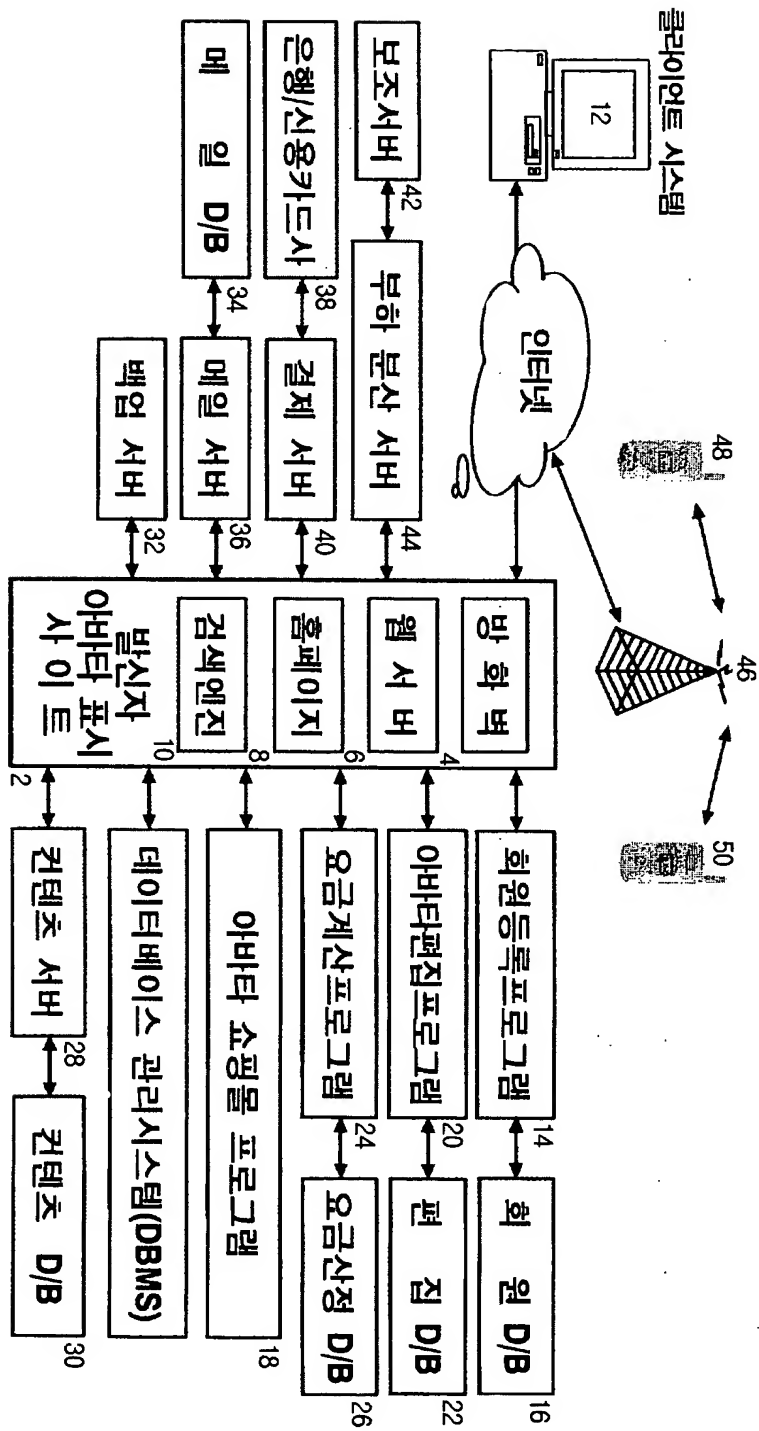 클라이언트 시스템
12
인터넷
48
46
50
보조서버
42
부하 분산 서버
44
은행/신용카드사
38
결제 서버
40
메 일 D/B
34
메일 서버
36
백업 서버
32
방 화 벽
웹 서 버
4
홈페이지
6
검색엔진
8
발신자
아바타 표시
사 이 트
10
2
회원등록프로그램
14
회 원 D/B
16
아바타편집프로그램
20
편 집 D/B
22
요금계산프로그램
24
요금산정 D/B
26
아바타 쇼핑몰 프로그램
18
데이터베이스 관리시스템(DBMS)
컨텐츠 서버
28
컨텐츠 D/B
30